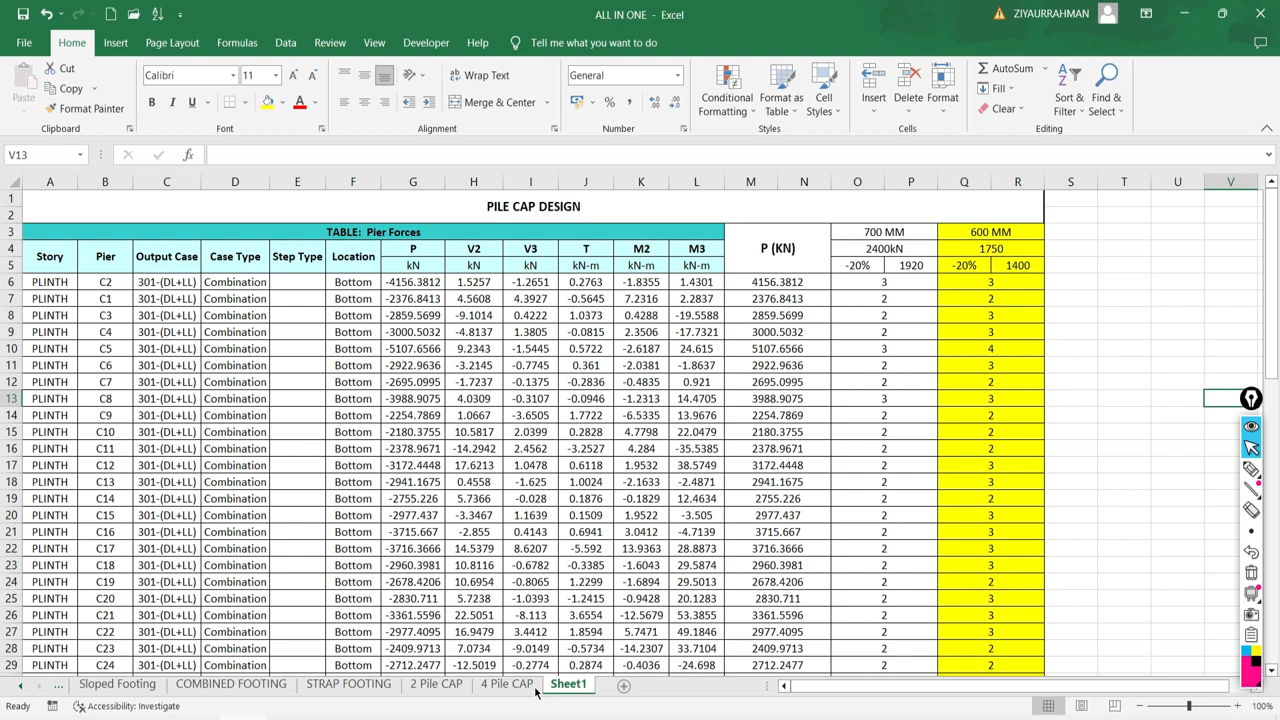 ALL IN ONE - Excel
ZIYAURRAHMAN
File Home Insert Page Layout Formulas Data Review View Developer Help Tell me what you want to do
Paste
Cut
Copy
Format Painter
Clipboard
Calibri 11
B I U A
Font
Wrap Text
Merge & Center
Alignment
General
% ,
Number
Conditional Formatting
Format as Table
Cell Styles
Styles
Insert Delete Format
Cells
AutoSum
Fill
Clear
Sort & Filter
Find & Select
Editing
V13 fx
A B C D E F G H I J K L M N O P Q R S T U V
1
2 PILE CAP DESIGN
3 TABLE: Pier Forces 700 MM 600 MM
4 Story Pier Output Case Case Type Step Type Location P V2 V3 T M2 M3 P (KN) 2400kN 1750
5 kN kN kN kN-m kN-m kN-m -20% 1920 -20% 1400
6 PLINTH C2 301-(DL+LL) Combination Bottom -4156.3812 1.5257 -1.2651 0.2763 -1.8355 1.4301 4156.3812 3 3
7 PLINTH C1 301-(DL+LL) Combination Bottom -2376.8413 4.5608 4.3927 -0.5645 7.2316 2.2837 2376.8413 2 2
8 PLINTH C3 301-(DL+LL) Combination Bottom -2859.5699 -9.1014 0.4222 1.0373 0.4288 -19.5588 2859.5699 2 3
9 PLINTH C4 301-(DL+LL) Combination Bottom -3000.5032 -4.8137 1.3805 -0.0815 2.3506 -17.7321 3000.5032 2 3
10 PLINTH C5 301-(DL+LL) Combination Bottom -5107.6566 9.2343 -1.5445 0.5722 -2.6187 24.615 5107.6566 3 4
11 PLINTH C6 301-(DL+LL) Combination Bottom -2922.9636 -3.2145 -0.7745 0.361 -2.0381 -1.8637 2922.9636 2 3
12 PLINTH C7 301-(DL+LL) Combination Bottom -2695.0995 -1.7237 -0.1375 -0.2836 -0.4835 0.921 2695.0995 2 2
13 PLINTH C8 301-(DL+LL) Combination Bottom -3988.9075 4.0309 -0.3107 -0.0946 -1.2313 14.4705 3988.9075 3 3
14 PLINTH C9 301-(DL+LL) Combination Bottom -2254.7869 1.0667 -3.6505 1.7722 -6.5335 13.9676 2254.7869 2 2
15 PLINTH C10 301-(DL+LL) Combination Bottom -2180.3755 10.5817 2.0399 0.2828 4.7798 22.0479 2180.3755 2 2
16 PLINTH C11 301-(DL+LL) Combination Bottom -2378.9671 -14.2942 2.4562 -3.2527 4.284 -35.5385 2378.9671 2 2
17 PLINTH C12 301-(DL+LL) Combination Bottom -3172.4448 17.6213 1.0478 0.6118 1.9532 38.5749 3172.4448 2 3
18 PLINTH C13 301-(DL+LL) Combination Bottom -2941.1675 0.4558 -1.625 1.0024 -2.1633 -2.4871 2941.1675 2 3
19 PLINTH C14 301-(DL+LL) Combination Bottom -2755.226 5.7366 -0.028 0.1876 -0.1829 12.4634 2755.226 2 2
20 PLINTH C15 301-(DL+LL) Combination Bottom -2977.437 -3.3467 1.1639 0.1509 1.9522 -3.505 2977.437 2 3
21 PLINTH C16 301-(DL+LL) Combination Bottom -3715.667 -2.855 0.4143 0.6941 3.0412 -4.7139 3715.667 2 3
22 PLINTH C17 301-(DL+LL) Combination Bottom -3716.3666 14.5379 8.6207 -5.592 13.9363 28.8873 3716.3666 2 3
23 PLINTH C18 301-(DL+LL) Combination Bottom -2960.3981 10.8116 -0.6782 -0.3385 -1.6043 29.5874 2960.3981 2 3
24 PLINTH C19 301-(DL+LL) Combination Bottom -2678.4206 10.6954 -0.8065 1.2299 -1.6894 29.5013 2678.4206 2 2
25 PLINTH C20 301-(DL+LL) Combination Bottom -2830.711 5.7238 -1.0393 -1.2415 -0.9428 20.1283 2830.711 2 3
26 PLINTH C21 301-(DL+LL) Combination Bottom -3361.5596 22.5051 -8.113 3.6554 -12.5679 53.3855 3361.5596 2 3
27 PLINTH C22 301-(DL+LL) Combination Bottom -2977.4095 16.9479 3.4412 1.8594 5.7471 49.1846 2977.4095 2 3
28 PLINTH C23 301-(DL+LL) Combination Bottom -2409.9713 7.0734 -9.0149 -0.5734 -14.2307 33.7104 2409.9713 2 2
29 PLINTH C24 301-(DL+LL) Combination Bottom -2712.2477 -12.5019 -0.2774 0.2874 -0.4036 -24.698 2712.2477 2 2
... Sloped Footing COMBINED FOOTING STRAP FOOTING 2 Pile CAP 4 Pile CAP Sheet1
Ready Accessibility: Investigate 100%